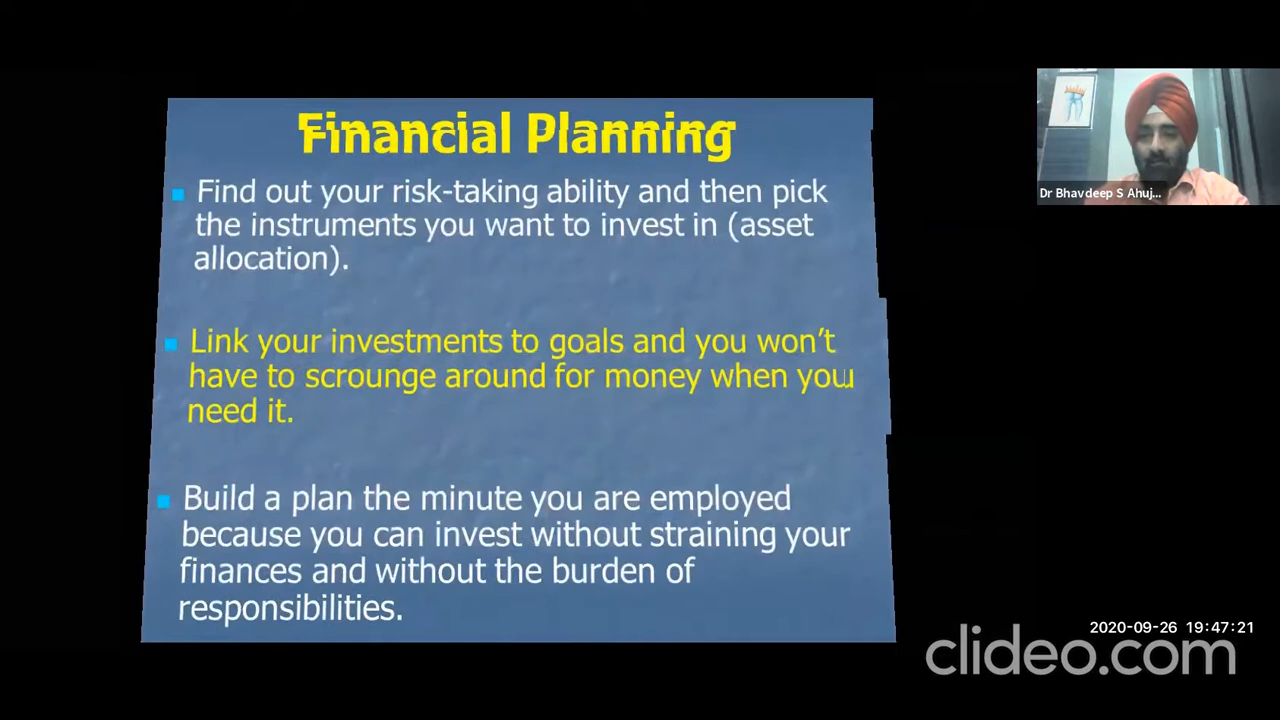 Financial Planning
Find out your risk-taking ability and then pick
the instruments you want to invest in (asset
allocation).
Link your investments to goals and you won't
have to scrounge around for money when you
need it.
Build a plan the minute you are employed
because you can invest without straining your
finances and without the burden of
responsibilities.
Dr Bhavdeep S Ahuj...
2020-09-26 19:47:21
clideo.com